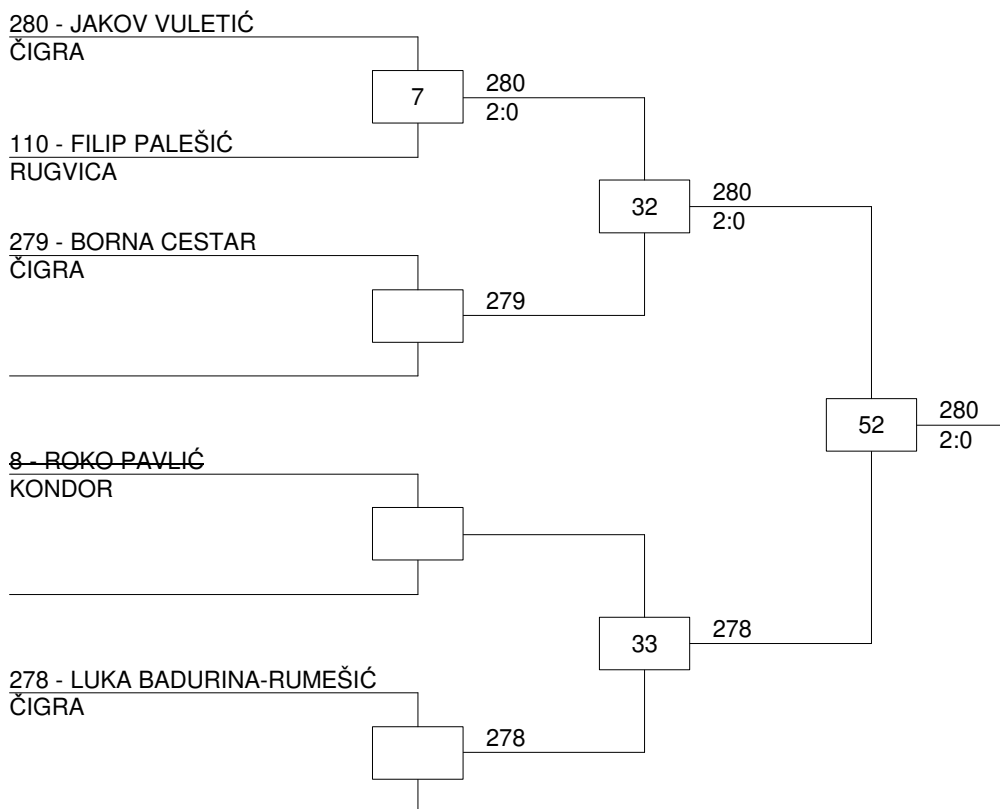 280 - JAKOV VULETIĆ
ČIGRA
7
280
2:0
110 - FILIP PALEŠIĆ
RUGVICA
32
280
2:0
279 - BORNA CESTAR
ČIGRA
279
52
280
2:0
8 - ROKO PAVLIĆ
KONDOR
33
278
278 - LUKA BADURINA-RUMEŠIĆ
ČIGRA
278